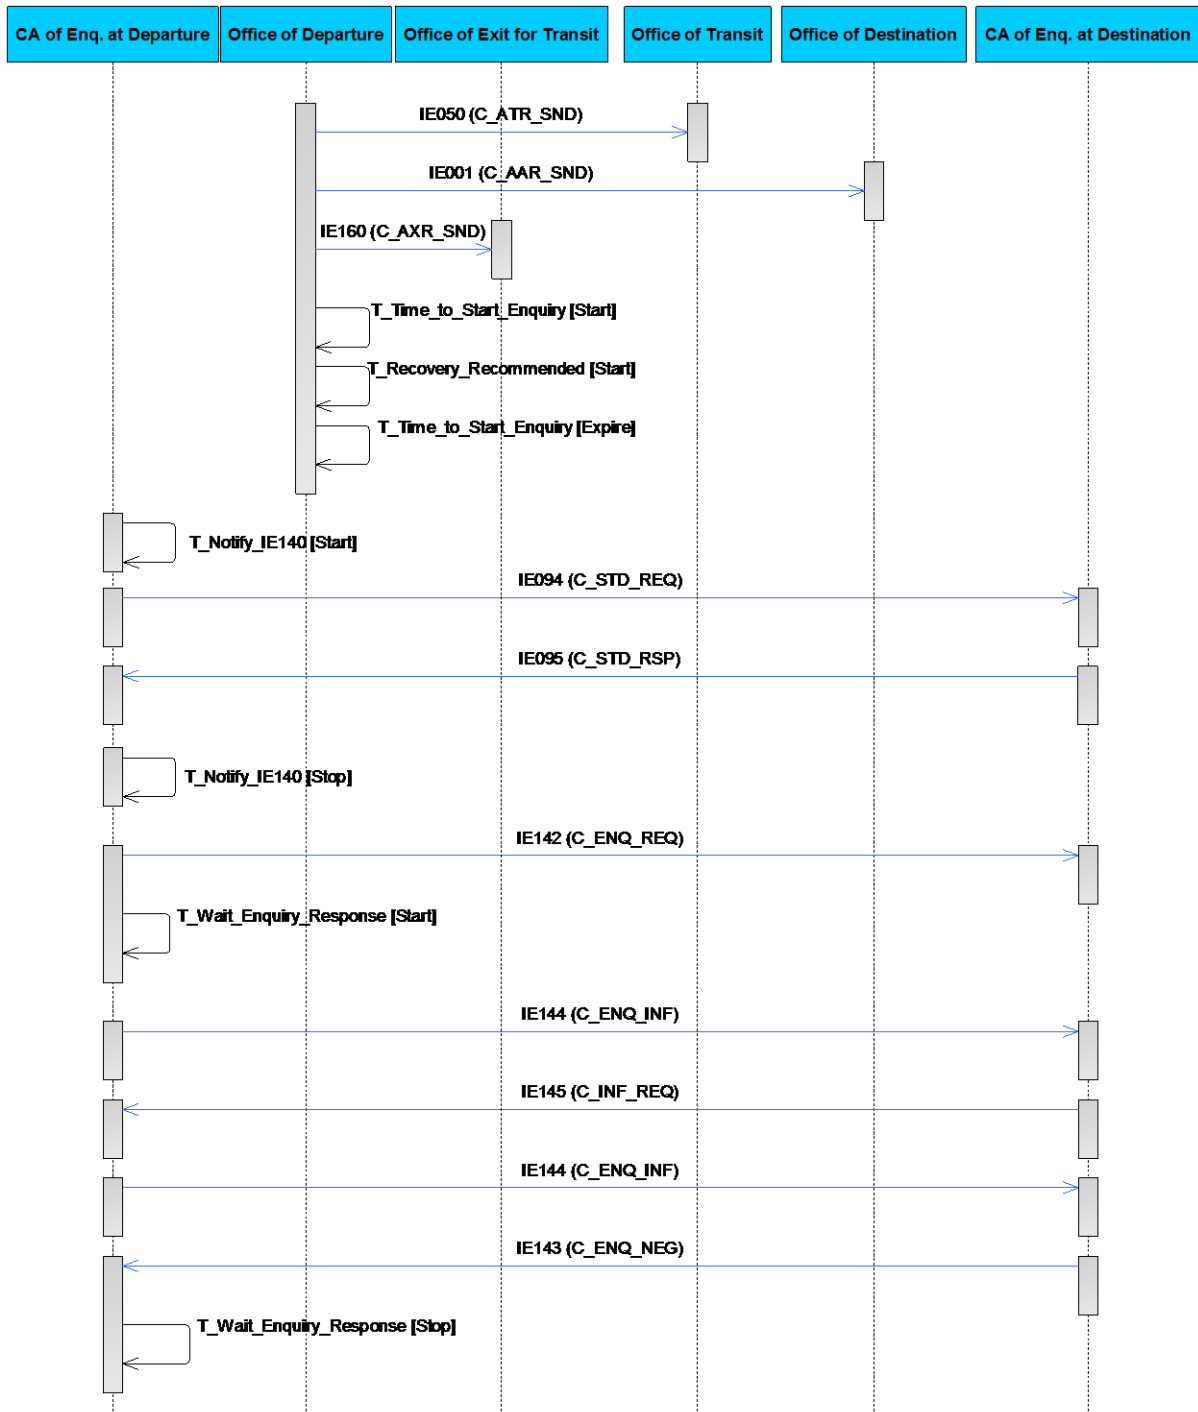 CA of Enq. at Departure
Office of Departure
Office of Exit for Transit
Office of Transit
Office of Destination
CA of Enq. at Destination
IE050 (C_ATR_SND)
IE001 (C_AAR_SND)
IE160 (C_AXR_SND)
T_Time_to_Start_Enquiry [Start]
T_Recovery_Recommended [Start]
T_Time_to_Start_Enquiry [Expire]
T_Notify_IE140 [Start]
IE094 (C_STD_REQ)
IE095 (C_STD_RSP)
T_Notify_IE140 [Stop]
IE142 (C_ENQ_REQ)
T_Wait_Enquiry_Response [Start]
IE144 (C_ENQ_INF)
IE145 (C_INF_REQ)
IE144 (C_ENQ_INF)
IE143 (C_ENQ_NEG)
T_Wait_Enquiry_Response [Stop]